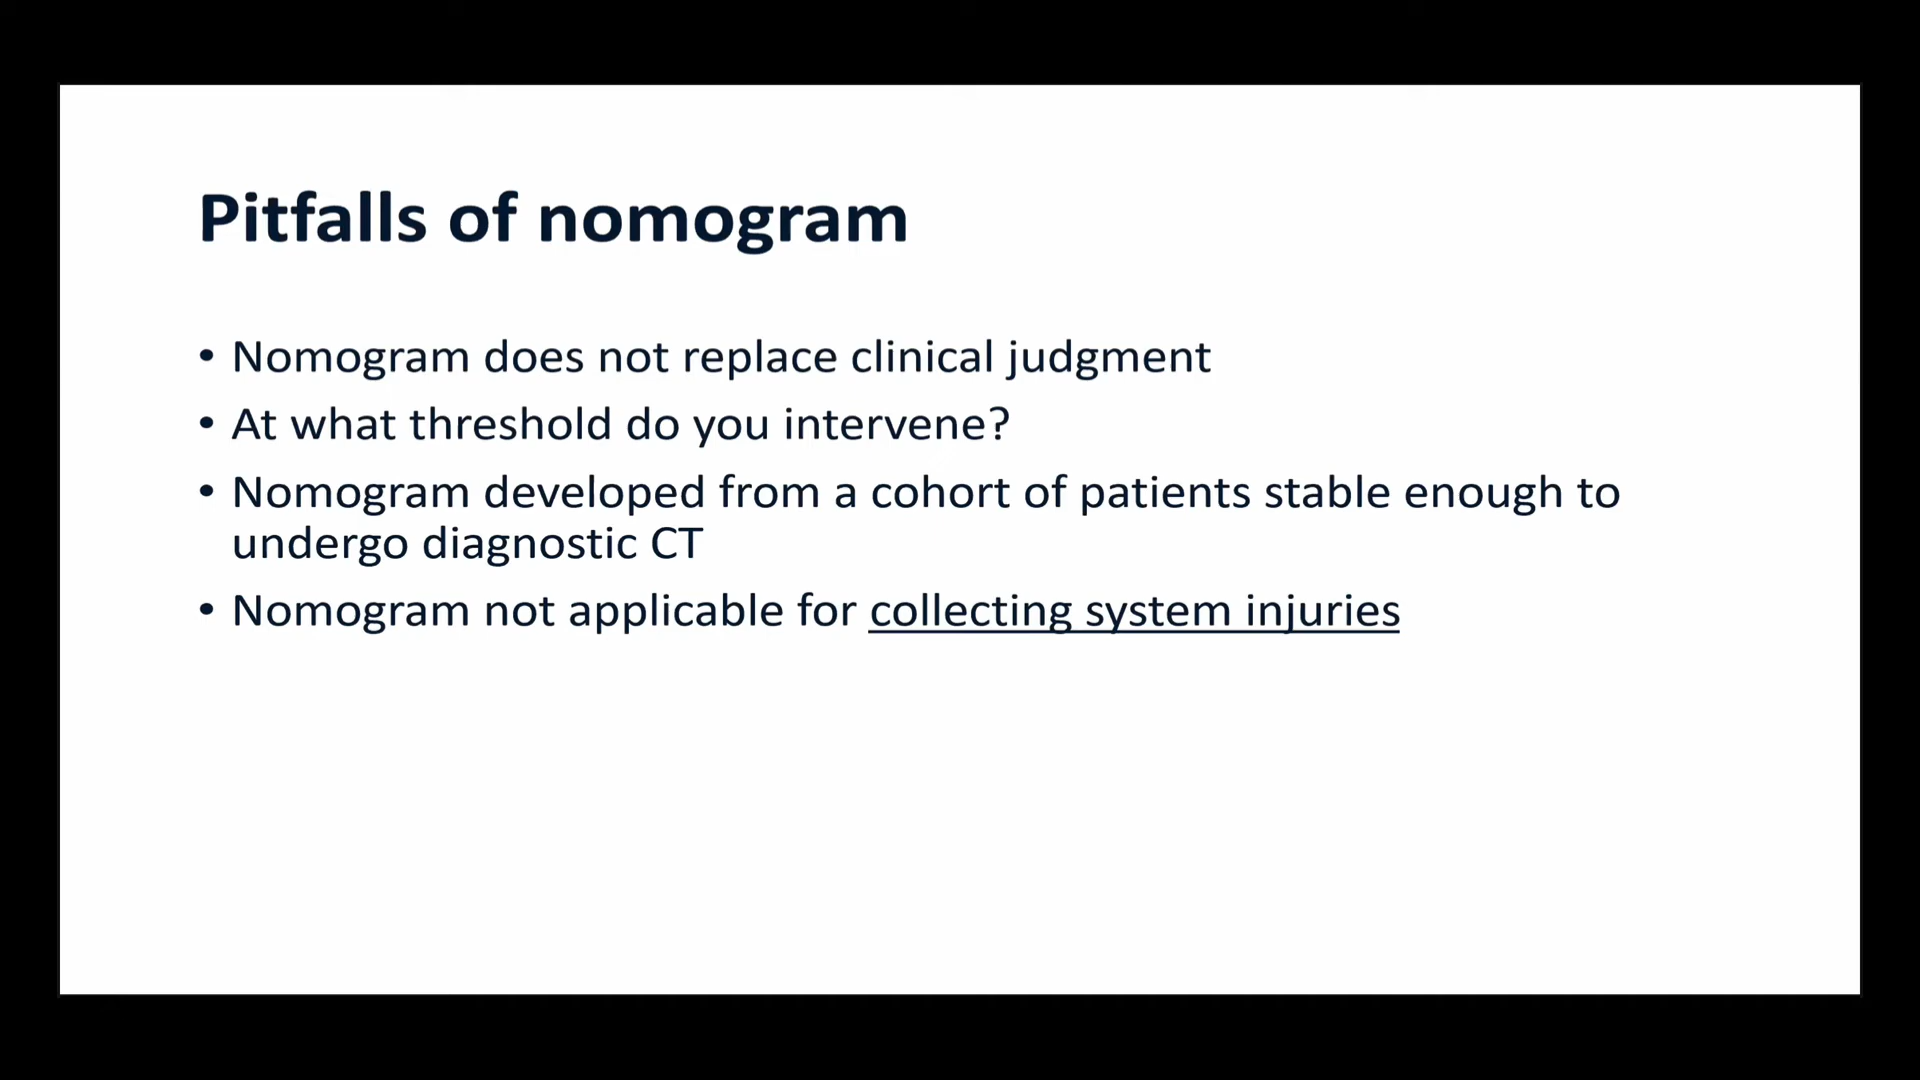 Pitfalls of nomogram
• Nomogram does not replace clinical judgment
• At what threshold do you intervene?
• Nomogram developed from a cohort of patients stable enough to
undergo diagnostic CT
• Nomogram not applicable for collecting system injuries